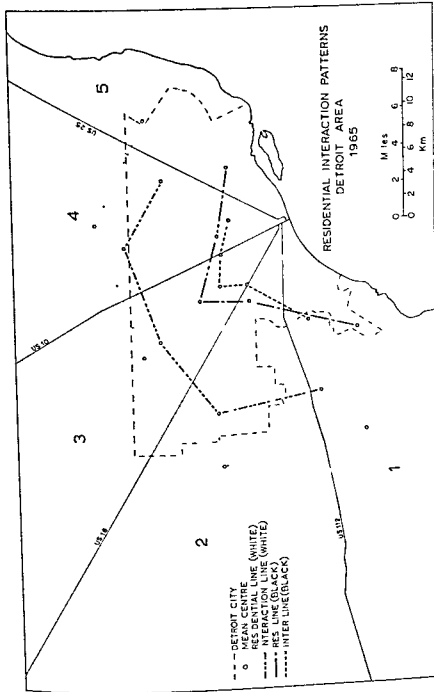 RESIDENTIAL INTERACTION PATTERNS
DETROIT AREA
1965
M les
0 2 4 6 8
0 2 4 6 8 10 12
Km
5
US 25
4
US 10
3
US 16
2
US 112
1
DETROIT CITY
MEAN CENTRE
RES DENTIAL LINE (WHITE)
NTERACTION LINE (WHITE)
RES LINE (BLACK)
INTER LINE (BLACK)